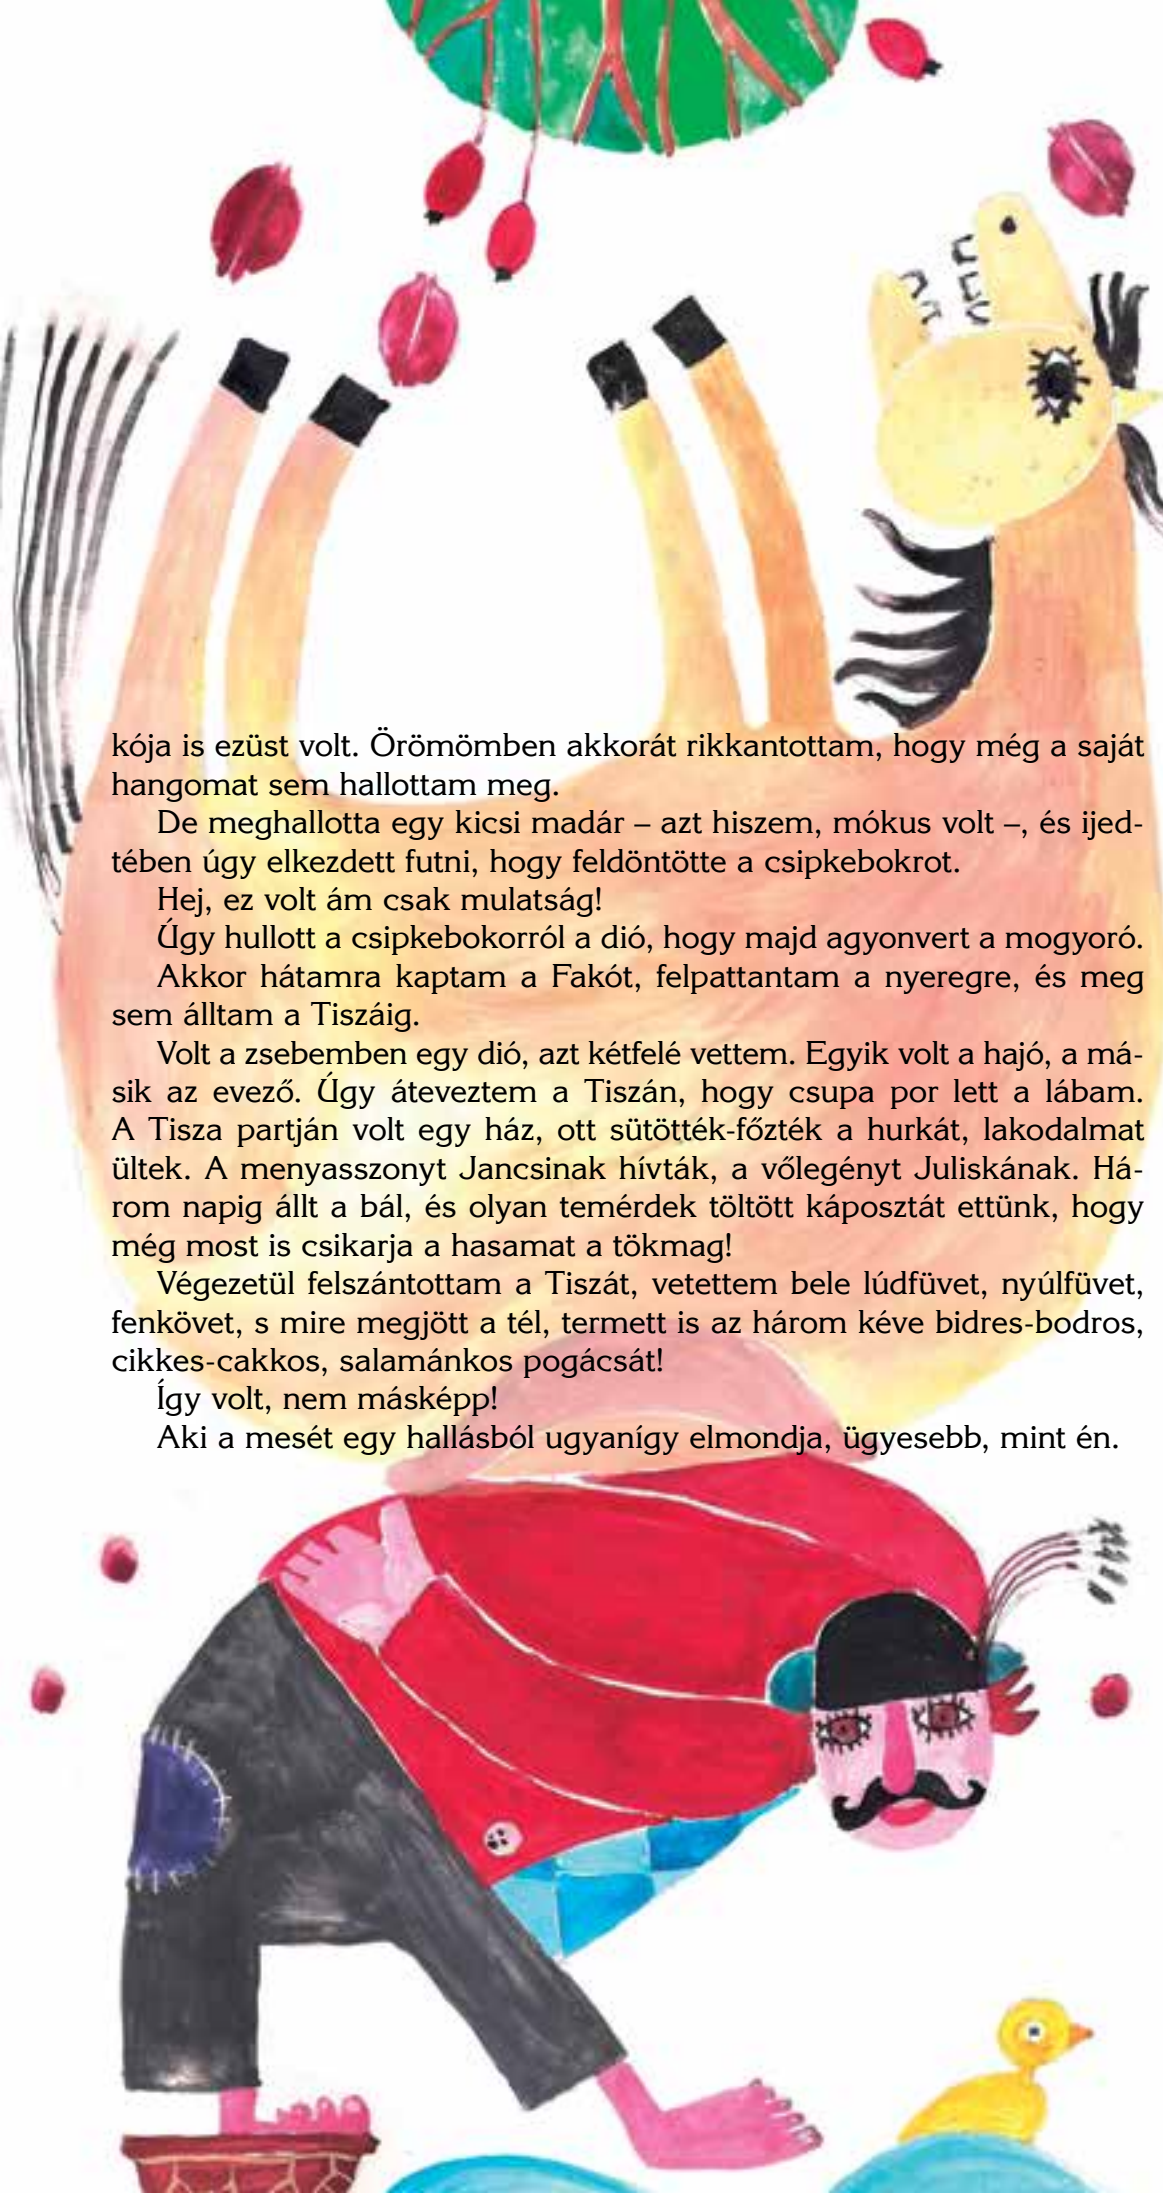 kója is ezüst volt. Örömömben akkorát rikkantottam, hogy még a saját
hangomat sem hallottam meg.
De meghallotta egy kicsi madár – azt hiszem, mókus volt –, és ijed-
tében úgy elkezdett futni, hogy feldöntötte a csipkebokrot.
Hej, ez volt ám csak mulatság!
Úgy hullott a csipkebokorról a dió, hogy majd agyonvert a mogyoró.
Akkor hátamra kaptam a Fakót, felpattantam a nyeregre, és meg
sem álltam a Tiszáig.
Volt a zsebemben egy dió, azt kétfelé vettem. Egyik volt a hajó, a má-
sik az evező. Úgy áteveztem a Tiszán, hogy csupa por lett a lábam.
A Tisza partján volt egy ház, ott sütötték-főzték a hurkát, lakodalmat
ültek. A menyasszonyt Jancsinak hívták, a vőlegényt Juliskának. Há-
rom napig állt a bál, és olyan temérdek töltött káposztát ettünk, hogy
még most is csikarja a hasamat a tökmag!
Végezetül felszántottam a Tiszát, vetettem bele lúdfüvet, nyúlfüvet,
fenkövet, s mire megjött a tél, termett is az három kéve bidres-bodros,
cikkes-cakkos, salamánkos pogácsát!
Így volt, nem másképp!
Aki a mesét egy hallásból ugyanígy elmondja, ügyesebb, mint én.